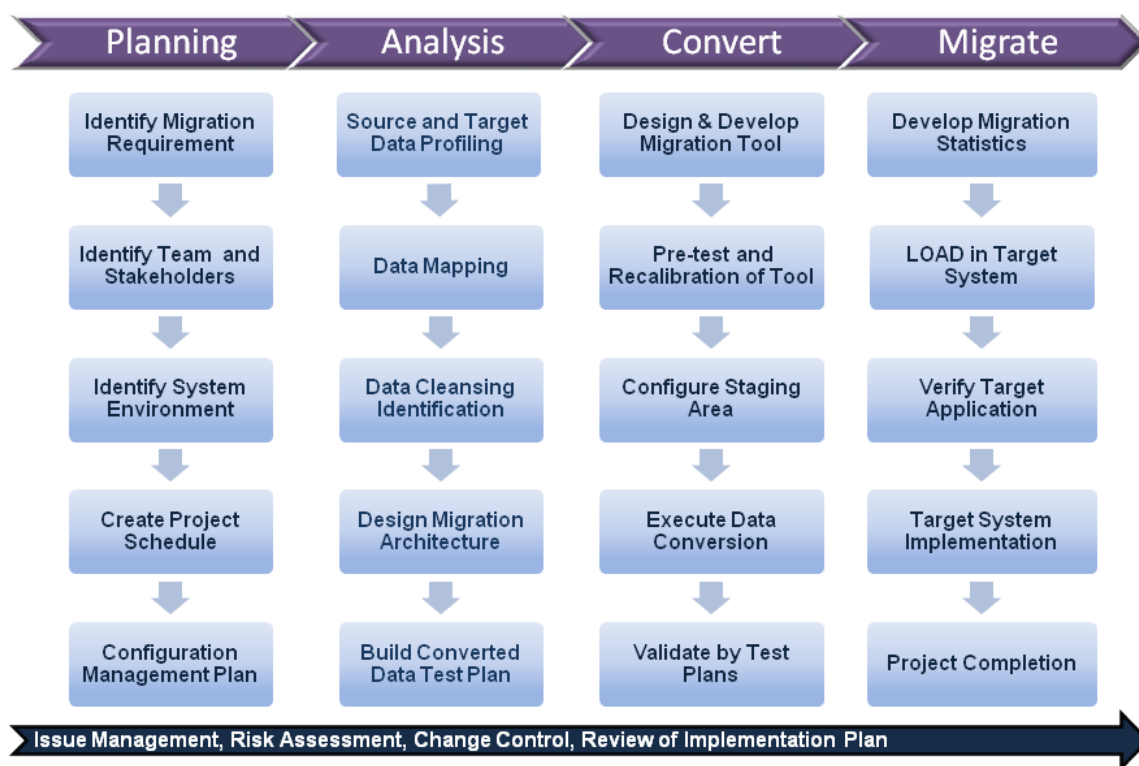 Planning
Analysis
Convert
Migrate
Identify Migration
Requirement
Identify Team and
Stakeholders
Identify System
Environment
Create Project
Schedule
Configuration
Management Plan
Source and Target
Data Profiling
Data Mapping
Data Cleansing
Identification
Design Migration
Architecture
Build Converted
Data Test Plan
Design & Develop
Migration Tool
Pre-test and
Recalibration of Tool
Configure Staging
Area
Execute Data
Conversion
Validate by Test
Plans
Develop Migration
Statistics
LOAD in Target
System
Verify Target
Application
Target System
Implementation
Project Completion
Issue Management, Risk Assessment, Change Control, Review of Implementation Plan